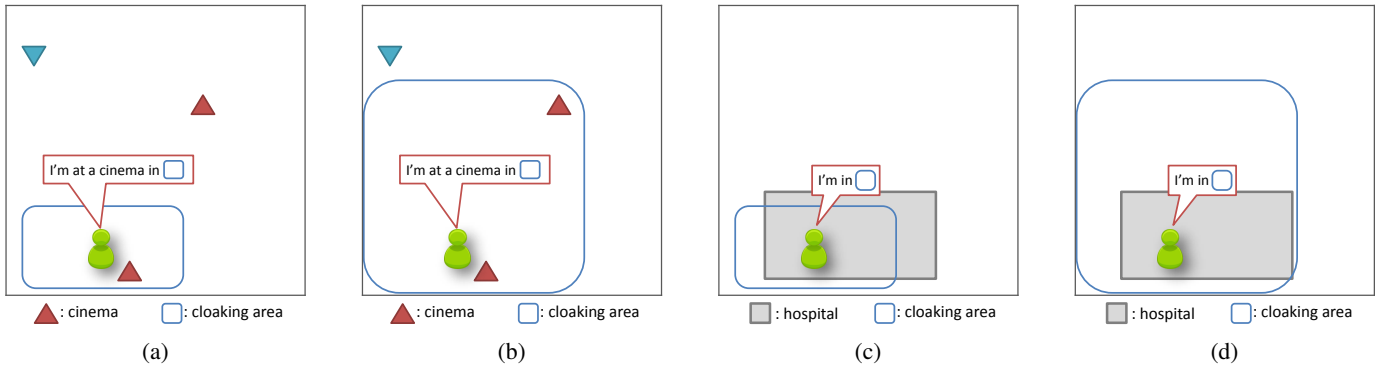 I'm at a cinema in
: cinema
: cloaking area
(a)
I'm at a cinema in
: cinema
: cloaking area
(b)
I'm in
: hospital
: cloaking area
(c)
I'm in
: hospital
: cloaking area
(d)